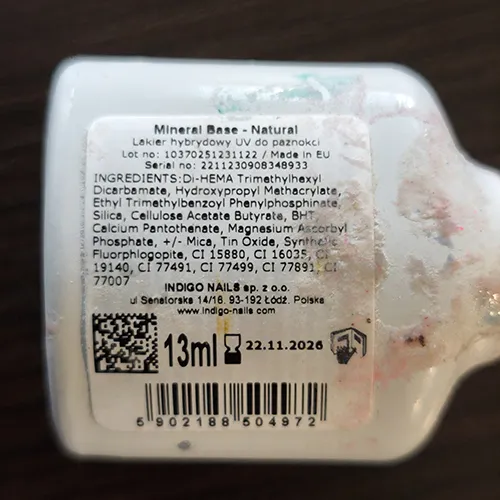 Mineral Base - Natural
Lakier hybrydowy UV do paznokci
Lot no: 10370251231122 / Made in EU
Serial no: 2211230908348933
INGREDIENTS:Di-HEMA Trimethylhexyl
Dicarbamate, Hydroxypropyl Methacrylate,
Ethyl Trimethylbenzoyl Phenylphosphinate,
Silica, Cellulose Acetate Butyrate, BHT,
Calcium Pantothenate, Magnesium Ascorbyl
Phosphate, +/- Mica, Tin Oxide, Synthetic
Fluorphlogopite, CI 15880, CI 16035, CI
19140, CI 77491, CI 77499, CI 77891, CI
77007
INDIGO NAILS sp. z o.o.
ul Senatorska 14/16, 93-192 Łódź, Polska
www.indigo-nails.com
13ml 22.11.2026
5 902188 504972